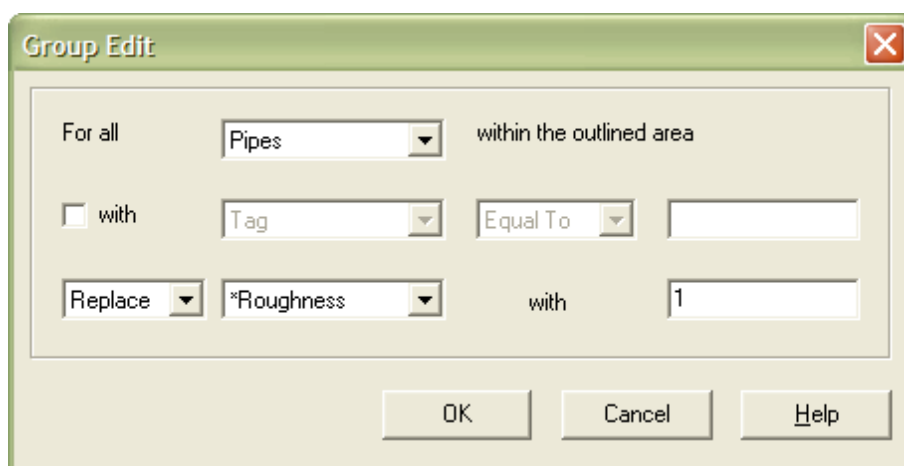 Group Edit
For all Pipes within the outlined area
with Tag Equal To
Replace *Roughness with 1
OK Cancel Help